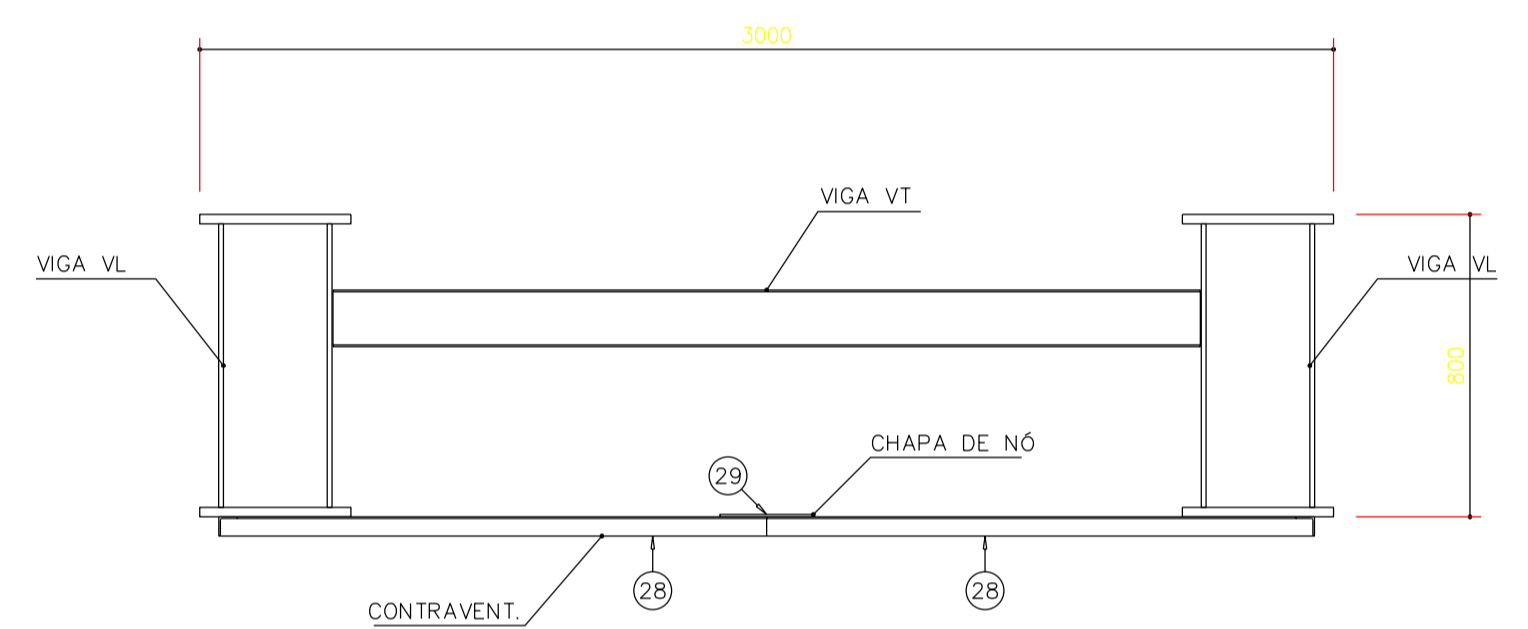 3000
VIGA VT
VIGA VL
VIGA VL
800
CHAPA DE NÓ
29
28
28
CONTRAVENT.